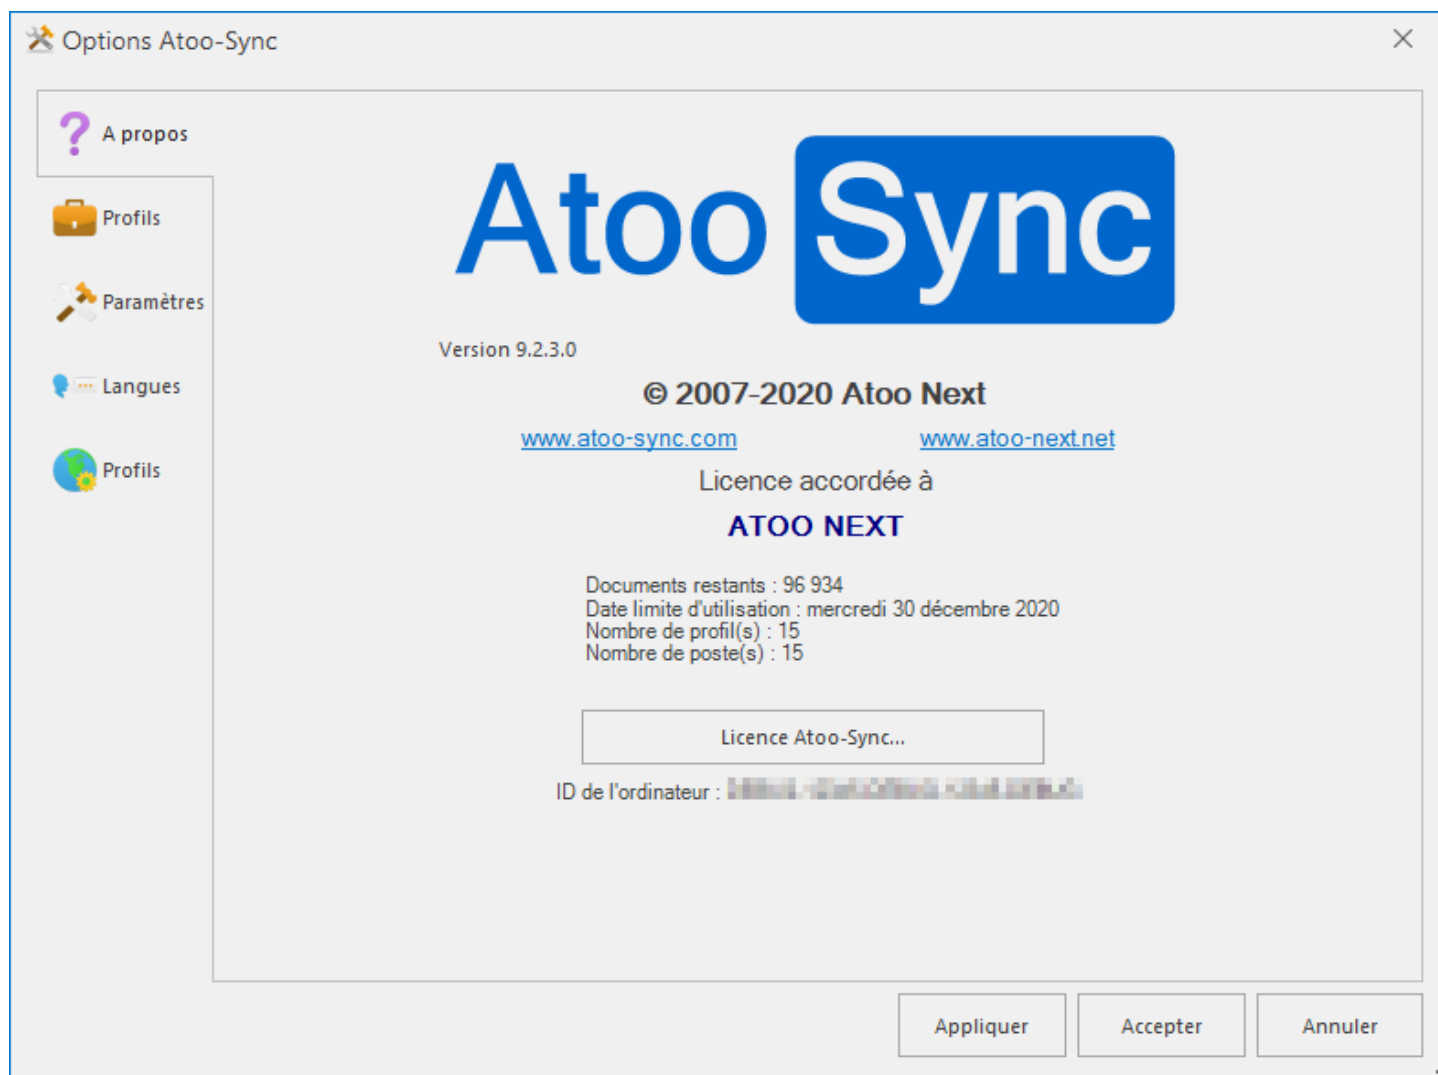 Options Atoo-Sync
A propos
Profils
Paramètres
Langues
Profils
Atoo Sync
Version 9.2.3.0
© 2007-2020 Atoo Next
www.atoo-sync.com www.atoo-next.net
Licence accordée à
ATOO NEXT
Documents restants : 96 934
Date limite d'utilisation : mercredi 30 décembre 2020
Nombre de profil(s) : 15
Nombre de poste(s) : 15
Licence Atoo-Sync...
ID de l'ordinateur :
Appliquer Accepter Annuler